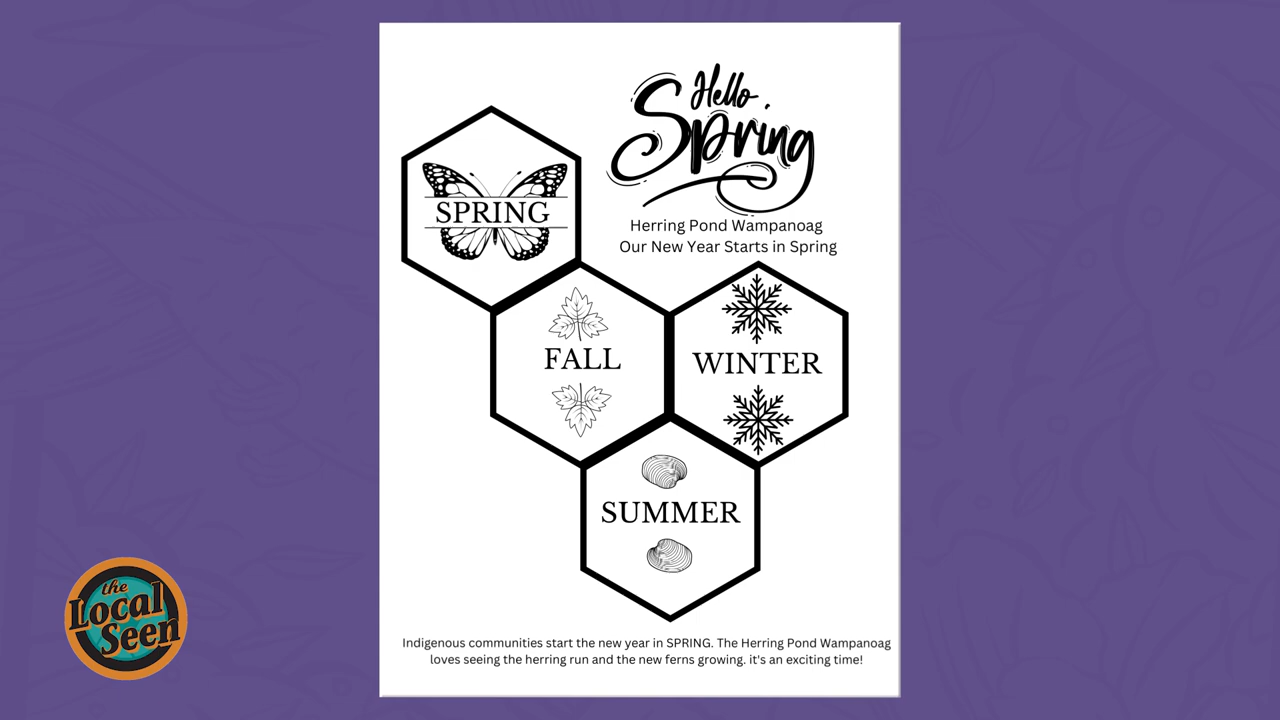 Hello
Spring
SPRING
Herring Pond Wampanoag
Our New Year Starts in Spring
FALL
WINTER
SUMMER
the
Local
Seen
Indigenous communities start the new year in SPRING. The Herring Pond Wampanoag
loves seeing the herring run and the new ferns growing. it's an exciting time!